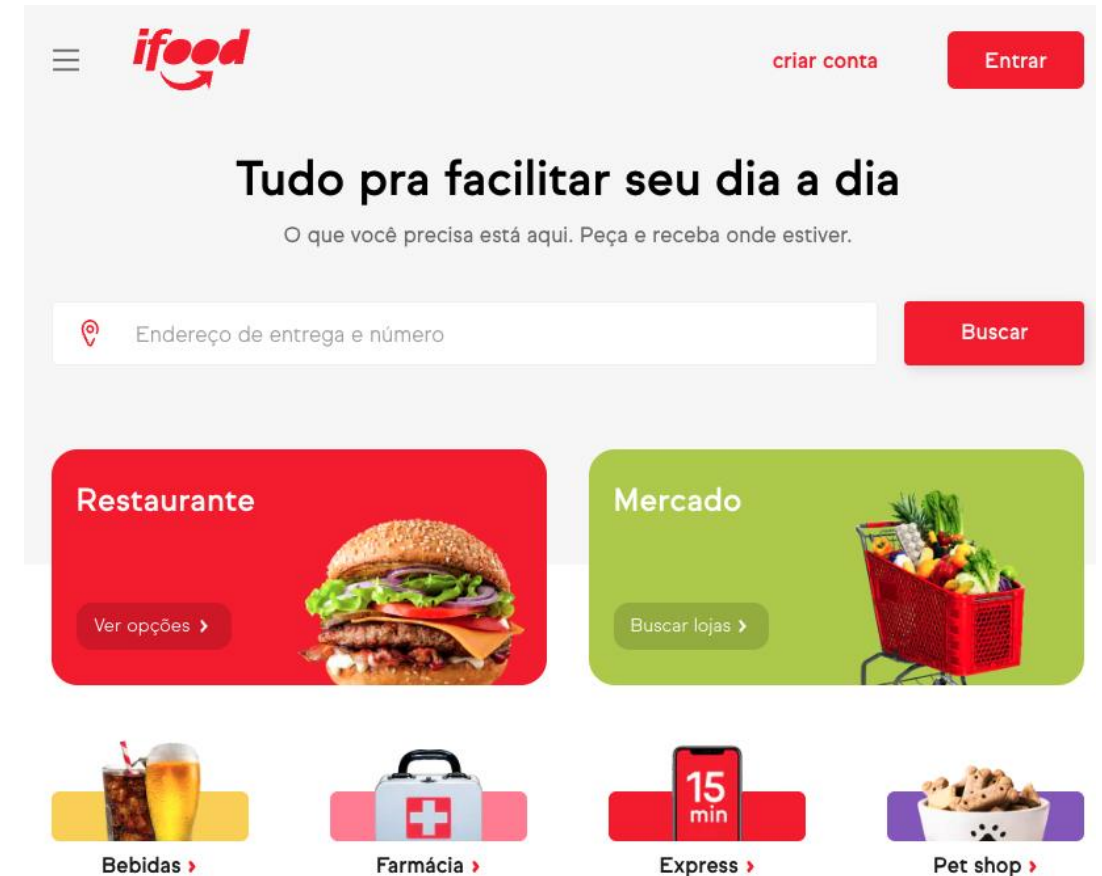 ifood
criar conta
Entrar
Tudo pra facilitar seu dia a dia
O que você precisa está aqui. Peça e receba onde estiver.
Endereço de entrega e número
Buscar
Restaurante
Ver opções >
Mercado
Buscar lojas >
15
min
Bebidas >
Farmácia >
Express >
Pet shop >